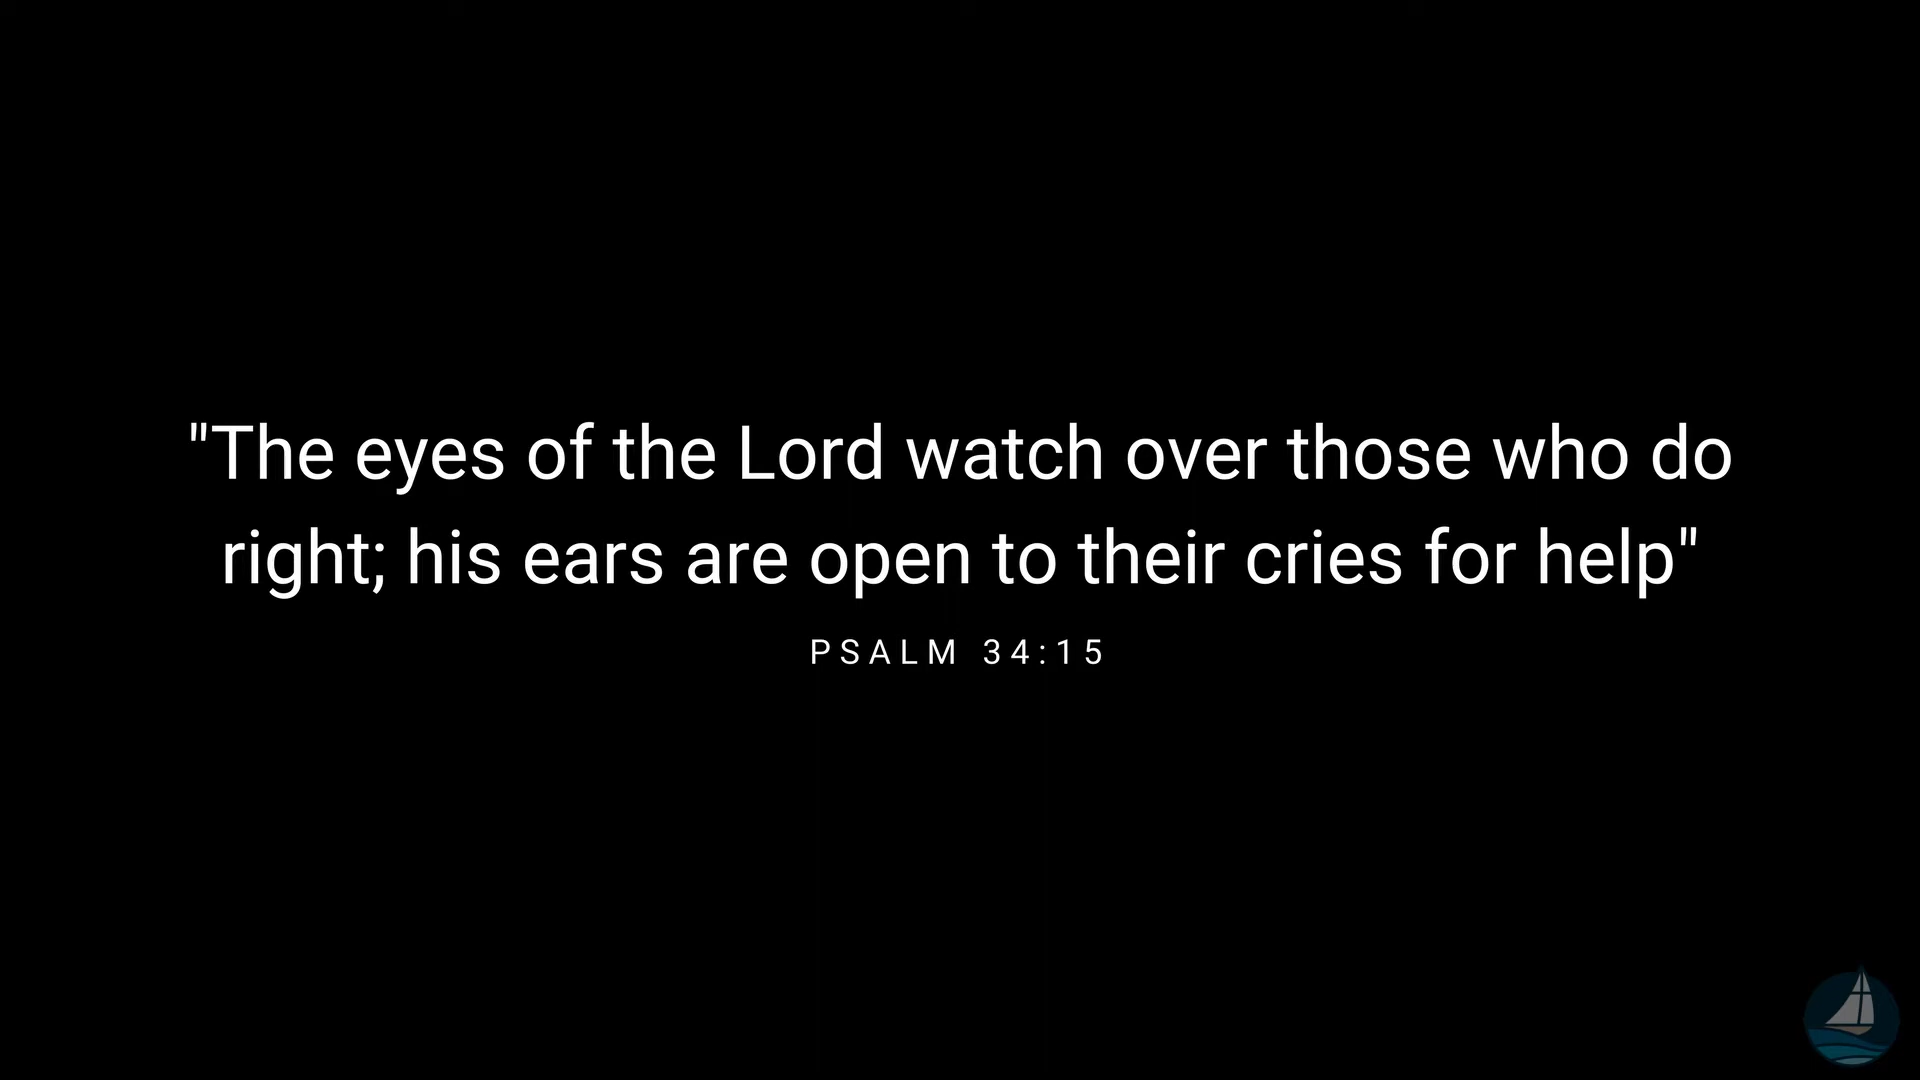 "The eyes of the Lord watch over those who do
right; his ears are open to their cries for help"
PSALM 34:15